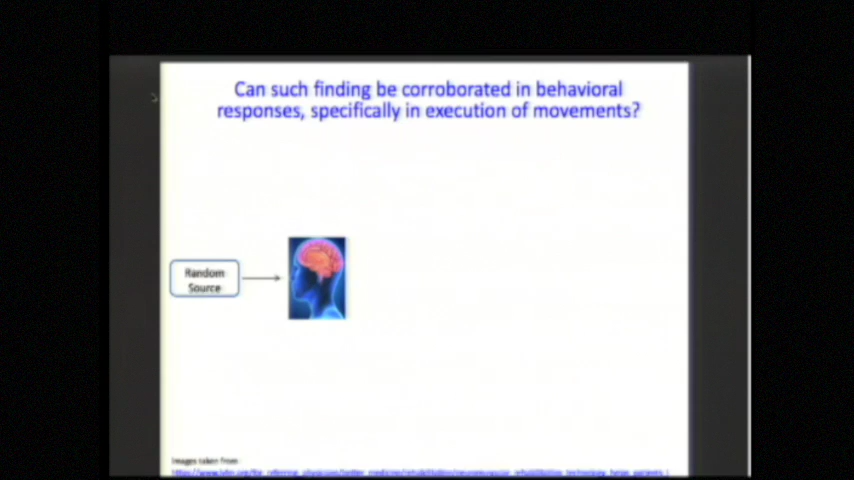 Can such finding be corroborated in behavioral
responses, specifically in execution of movements?
Random
Source
Images taken from: